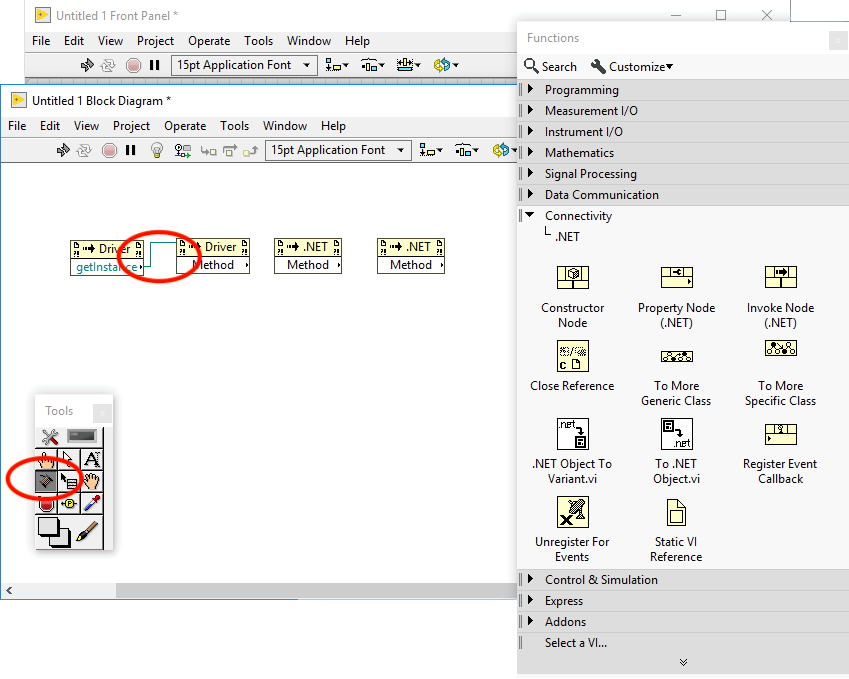 Untitled 1 Front Panel *
File Edit View Project Operate Tools Window Help
15pt Application Font
Untitled 1 Block Diagram *
File Edit View Project Operate Tools Window Help
15pt Application Font
Driver
getInstance
Driver
Method
.NET
Method
.NET
Method
Tools
Functions
Search Customize
Programming
Measurement I/O
Instrument I/O
Mathematics
Signal Processing
Data Communication
Connectivity
.NET
Constructor
Node
Property Node
(.NET)
Invoke Node
(.NET)
Close Reference
To More
Generic Class
To More
Specific Class
.NET Object To
Variant.vi
To .NET
Object.vi
Register Event
Callback
Unregister For
Events
Static VI
Reference
Control & Simulation
Express
Addons
Select a VI...